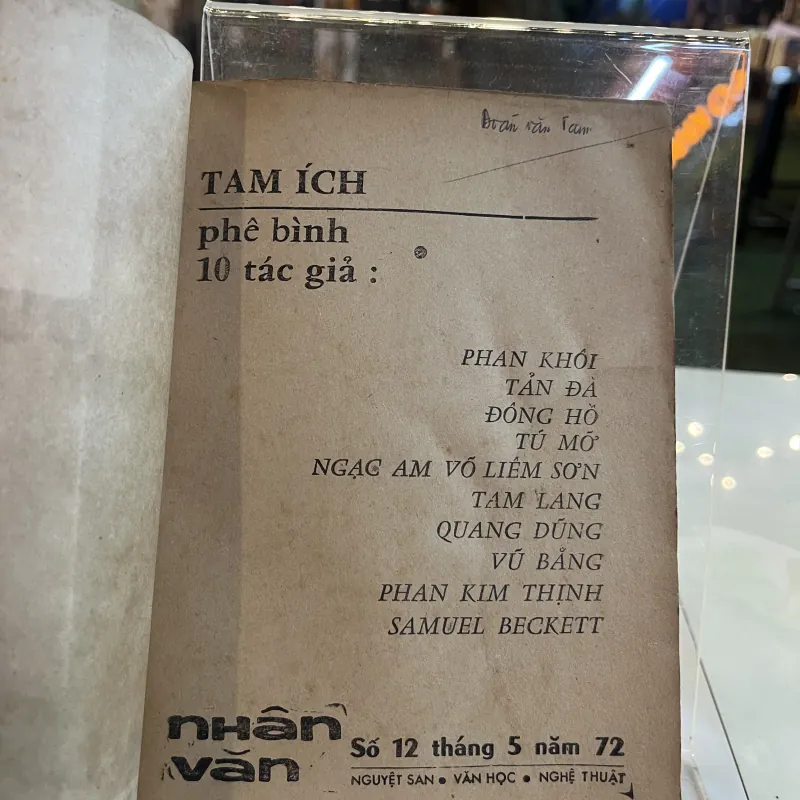 Đoàn văn Tam
TAM ÍCH
phê bình
10 tác giả :
PHAN KHÔI
TẢN ĐÀ
ĐÔNG HỒ
TÚ MỠ
NGẠC AM VÕ LIÊM SƠN
TAM LANG
QUANG DŨNG
VŨ BẰNG
PHAN KIM THỊNH
SAMUEL BECKETT
nhân
văn
Số 12 tháng 5 năm 72
NGUYỆT SAN • VĂN HỌC • NGHỆ THUẬT